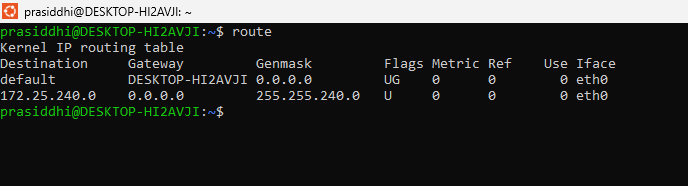 prasiddhi@DESKTOP-HI2AVJI: ~
prasiddhi@DESKTOP-HI2AVJI:~$ route
Kernel IP routing table
Destination     Gateway         Genmask         Flags Metric Ref    Use Iface
default         DESKTOP-HI2AVJI 0.0.0.0         UG    0      0        0 eth0
172.25.240.0    0.0.0.0         255.255.240.0   U     0      0        0 eth0
prasiddhi@DESKTOP-HI2AVJI:~$